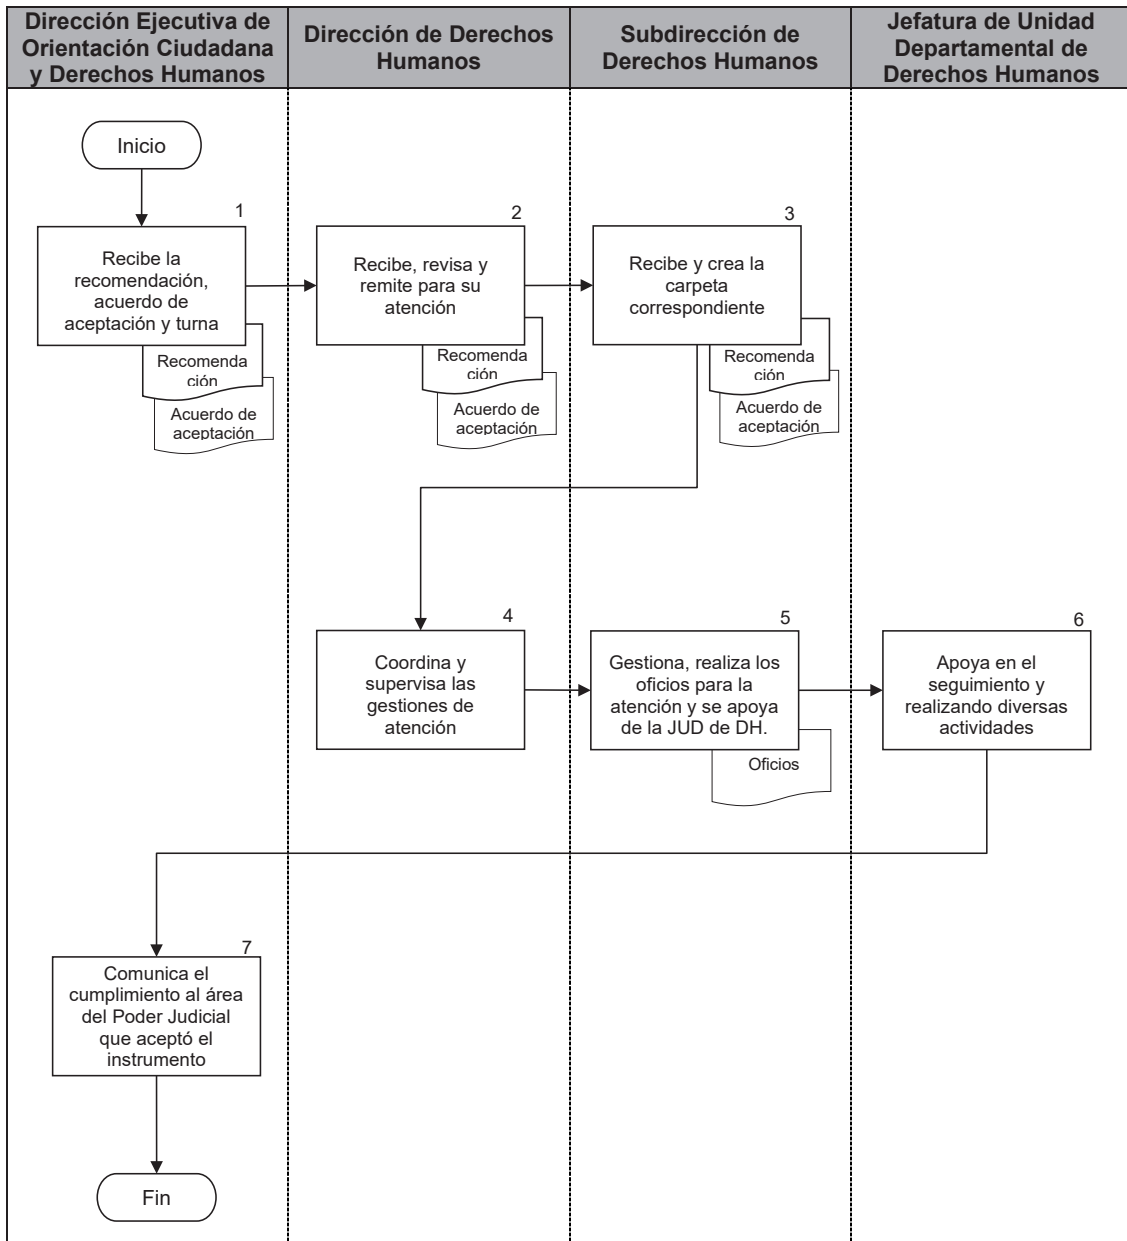 Dirección Ejecutiva de
Orientación Ciudadana
y Derechos Humanos
Dirección de Derechos
Humanos
Subdirección de
Derechos Humanos
Jefatura de Unidad
Departamental de
Derechos Humanos
Inicio
1
Recibe la
recomendación,
acuerdo de
aceptación y turna
Recomenda
ción
Acuerdo de
aceptación
2
Recibe, revisa y
remite para su
atención
Recomenda
ción
Acuerdo de
aceptación
3
Recibe y crea la
carpeta
correspondiente
Recomenda
ción
Acuerdo de
aceptación
4
Coordina y
supervisa las
gestiones de
atención
5
Gestiona, realiza los
oficios para la
atención y se apoya
de la JUD de DH.
Oficios
6
Apoya en el
seguimiento y
realizando diversas
actividades
7
Comunica el
cumplimiento al área
del Poder Judicial
que aceptó el
instrumento
Fin